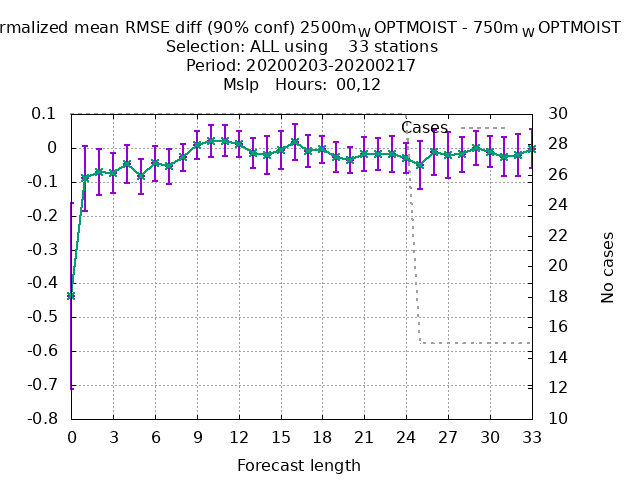 rmalized mean RMSE diff (90% conf) 2500m W OPTMOIST - 750m W OPTMOIST
Selection: ALL using 33 stations
Period: 20200203-20200217
Mslp Hours: 00,12
Cases
0.1
0
-0.1
-0.2
-0.3
-0.4
-0.5
-0.6
-0.7
-0.8
30
28
26
24
22
20
18
16
14
12
10
No cases
0 3 6 9 12 15 18 21 24 27 30 33
Forecast length